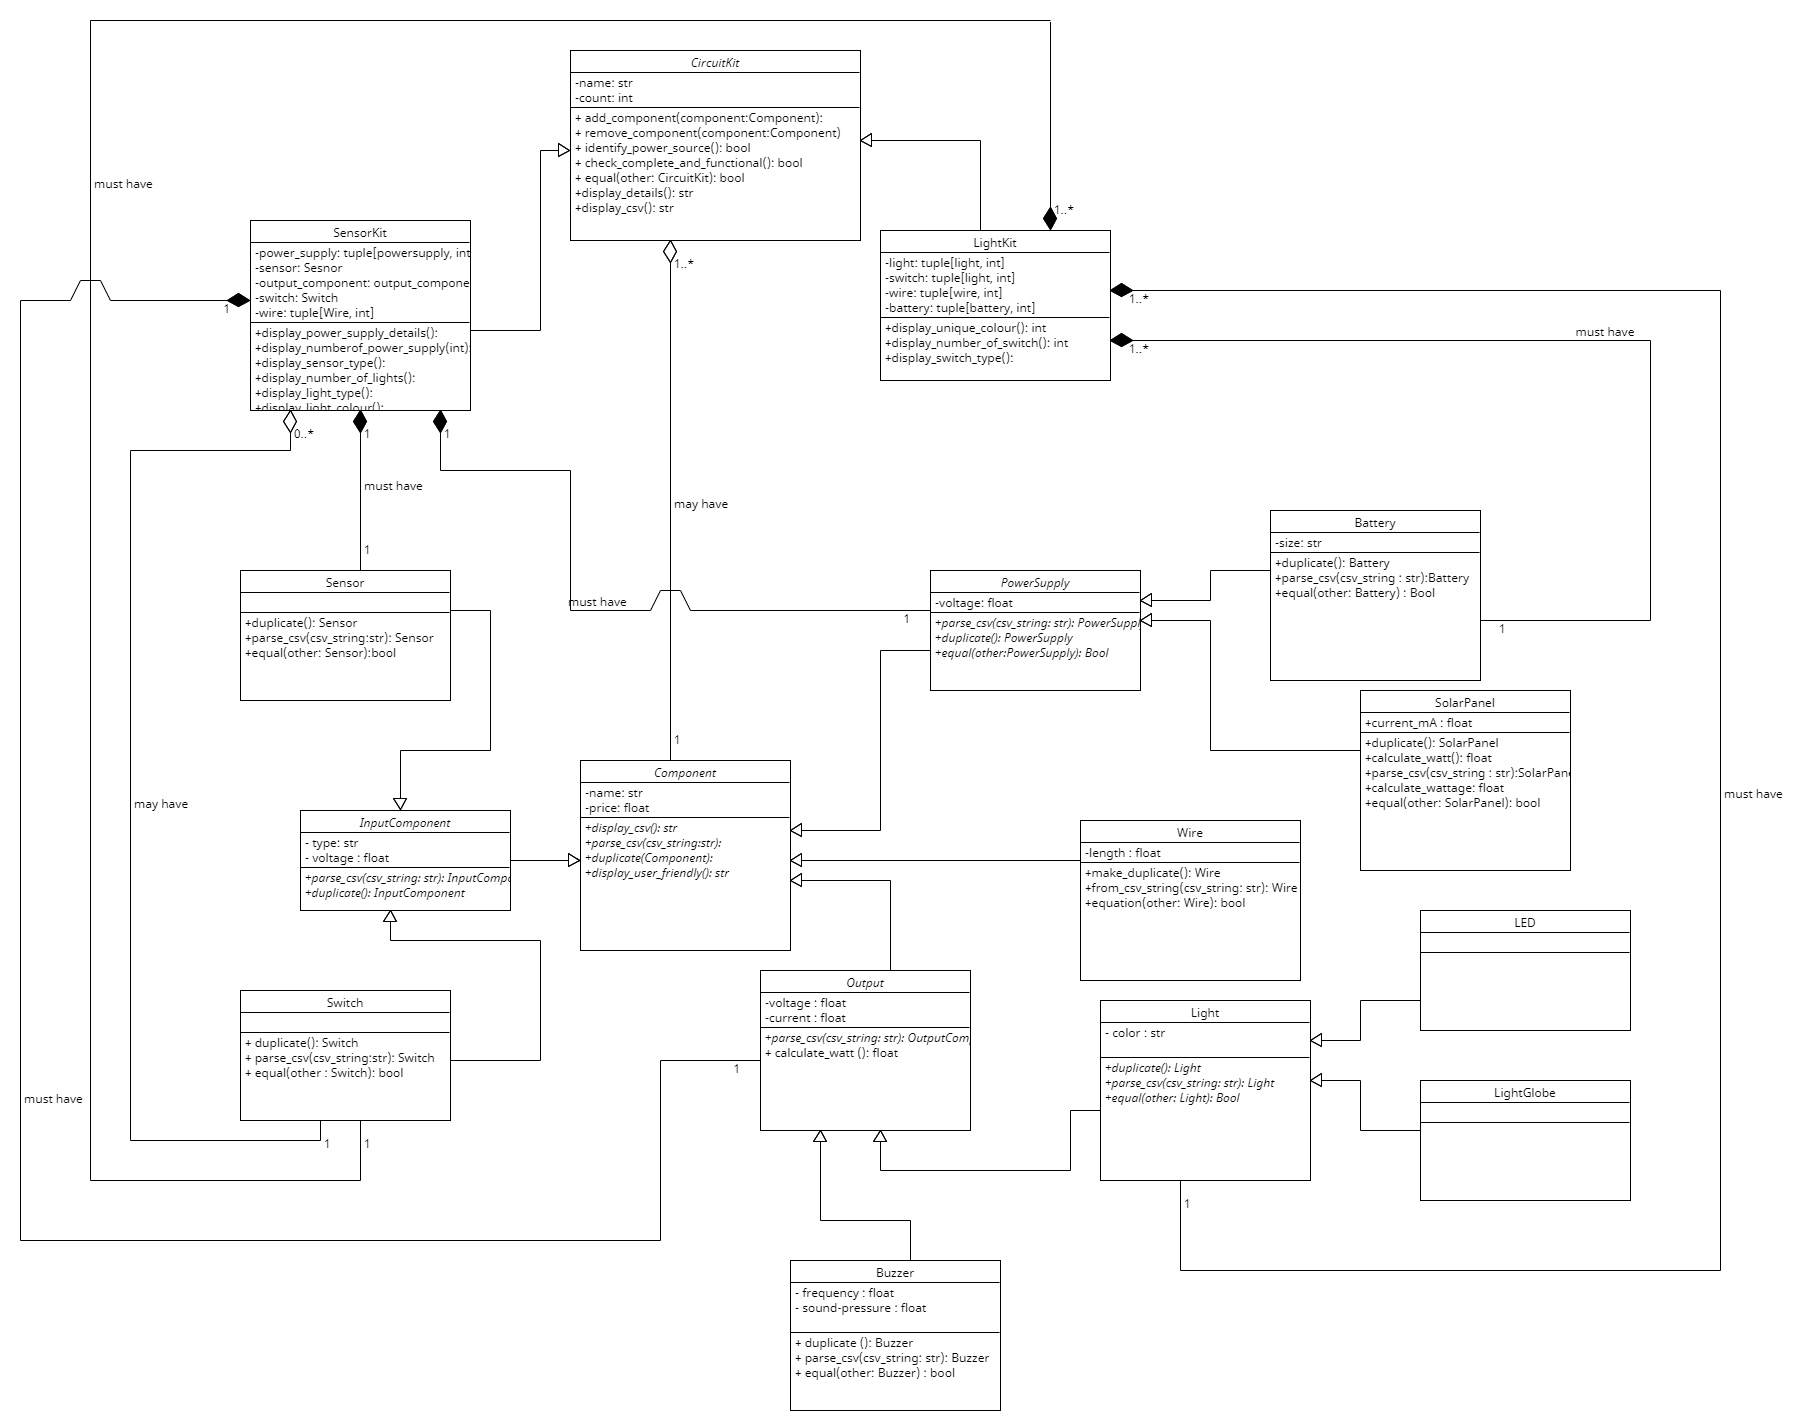 CircuitKit
-name: str
-count: int
+ add_component(component:Component):
+ remove_component(component:Component)
+ identify_power_source(): bool
+ check_complete_and_functional(): bool
+ equal(other: CircuitKit): bool
+display_details(): str
+display_csv(): str
must have
1..*
SensorKit
-power_supply: tuple[powersupply, int
-sensor: Sesnor
-output_component: output_compone
-switch: Switch
-wire: tuple[Wire, int]
+display_power_supply_details():
+display_numberof_power_supply(int):
+display_sensor_type():
+display_number_of_lights():
+display_light_type():
+display_light_colour():
1
LightKit
-light: tuple[light, int]
-switch: tuple[light, int]
-wire: tuple[wire, int]
-battery: tuple[battery, int]
+display_unique_colour(): int
+display_number_of_switch(): int
+display_switch_type():
1..*
1..*
1..*
must have
0..*
1
1
must have
may have
1
Battery
-size: str
+duplicate(): Battery
+parse_csv(csv_string : str):Battery
+equal(other: Battery) : Bool
1
Sensor
+duplicate(): Sensor
+parse_csv(csv_string:str): Sensor
+equal(other: Sensor):bool
must have
1
PowerSupply
-voltage: float
+parse_csv(csv_string: str): PowerSuppl
+duplicate(): PowerSupply
+equal(other:PowerSupply): Bool
SolarPanel
+current_mA : float
+duplicate(): SolarPanel
+calculate_watt(): float
+parse_csv(csv_string : str):SolarPane
+calculate_wattage: float
+equal(other: SolarPanel): bool
1
Component
-name: str
-price: float
+display_csv(): str
+parse_csv(csv_string:str):
+duplicate(Component):
+display_user_friendly(): str
may have
must have
InputComponent
- type: str
- voltage : float
+parse_csv(csv_string: str): InputCompo
+duplicate(): InputComponent
Wire
-length : float
+make_duplicate(): Wire
+from_csv_string(csv_string: str): Wire
+equation(other: Wire): bool
LED
Output
-voltage : float
-current : float
+parse_csv(csv_string: str): OutputCom
+ calculate_watt (): float
1
Switch
+ duplicate(): Switch
+ parse_csv(csv_string:str): Switch
+ equal(other : Switch): bool
1
1
must have
Light
- color : str
+duplicate(): Light
+parse_csv(csv_string: str): Light
+equal(other: Light): Bool
1
LightGlobe
Buzzer
- frequency : float
- sound-pressure : float
+ duplicate (): Buzzer
+ parse_csv(csv_string: str): Buzzer
+ equal(other: Buzzer) : bool